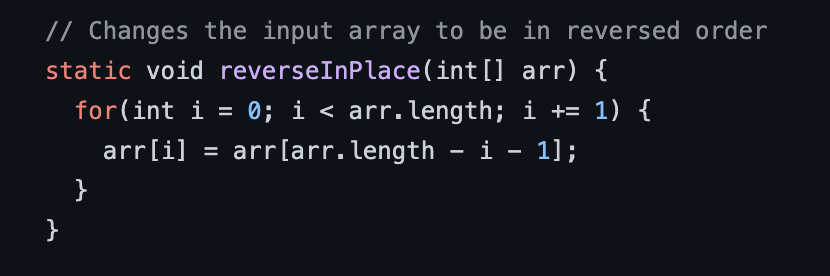 // Changes the input array to be in reversed order
static void reverseInPlace(int[] arr) {
  for(int i = 0; i < arr.length; i += 1) {
    arr[i] = arr[arr.length - i - 1];
  }
}